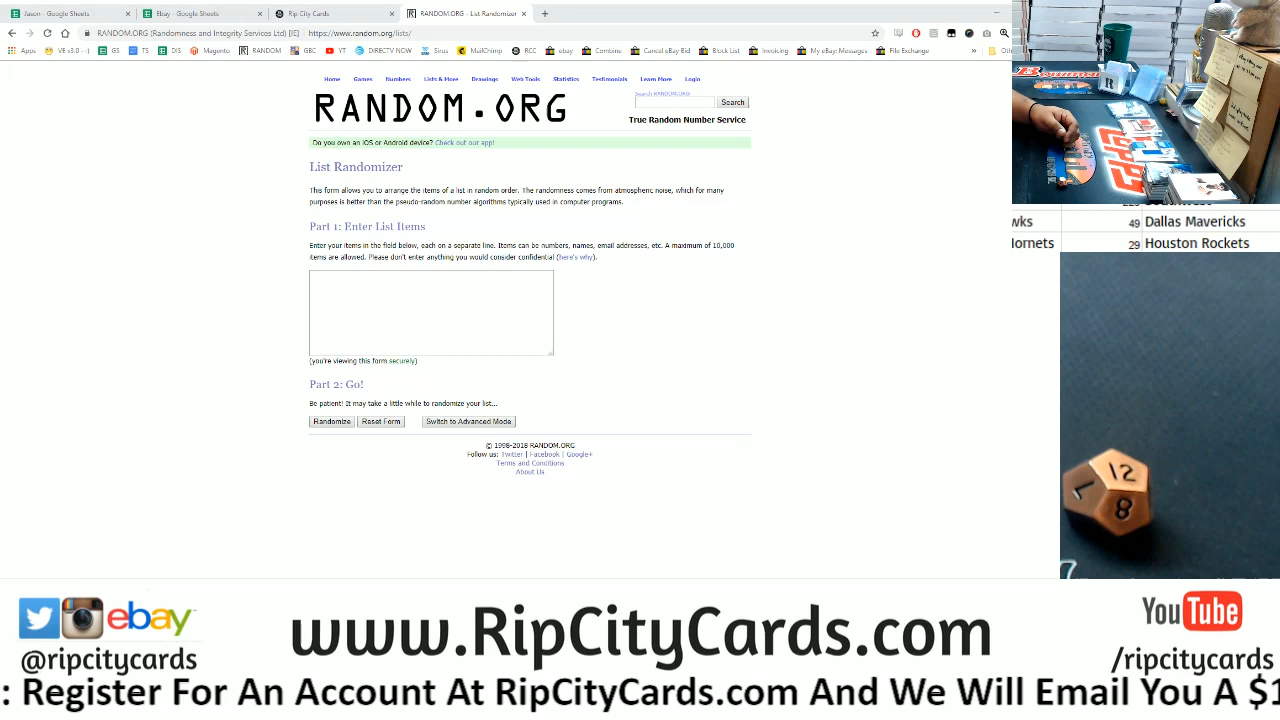 Jason - Google Sheets
Ebay - Google Sheets
Rip City Cards
RANDOM.ORG - List Randomizer
RANDOM.ORG (Randomness and Integrity Services Ltd) [IE]
https://www.random.org/lists/
Apps
VE v3.0 --:
GS
TS
DIS
Magento
RANDOM
GBC
YT
DIRECTV NOW
Sirus
MailChimp
RCC
ebay
Combine
Cancel eBay Bid
Block List
Invoicing
My eBay: Messages
File Exchange
Home
Games
Numbers
Lists & More
Drawings
Web Tools
Statistics
Testimonials
Learn More
Login
RANDOM.ORG
Search RANDOM.ORG
Search
True Random Number Service
Do you own an iOS or Android device? Check out our app!
List Randomizer
This form allows you to arrange the items of a list in random order. The randomness comes from atmospheric noise, which for many
purposes is better than the pseudo-random number algorithms typically used in computer programs.
Part 1: Enter List Items
Enter your items in the field below, each on a separate line. Items can be numbers, names, email addresses, etc. A maximum of 10,000
items are allowed. Please don't enter anything you would consider confidential (here's why).
(you're viewing this form securely)
Part 2: Go!
Be patient! It may take a little while to randomize your list...
Randomize
Reset Form
Switch to Advanced Mode
© 1998-2018 RANDOM.ORG
Follow us: Twitter | Facebook | Google+
Terms and Conditions
About Us
wks 49 Dallas Mavericks
Hornets 29 Houston Rockets
12
7
8
ebay
@ripcitycards
www.RipCityCards.com
YouTube
/ripcitycards
: Register For An Account At RipCityCards.com And We Will Email You A $1